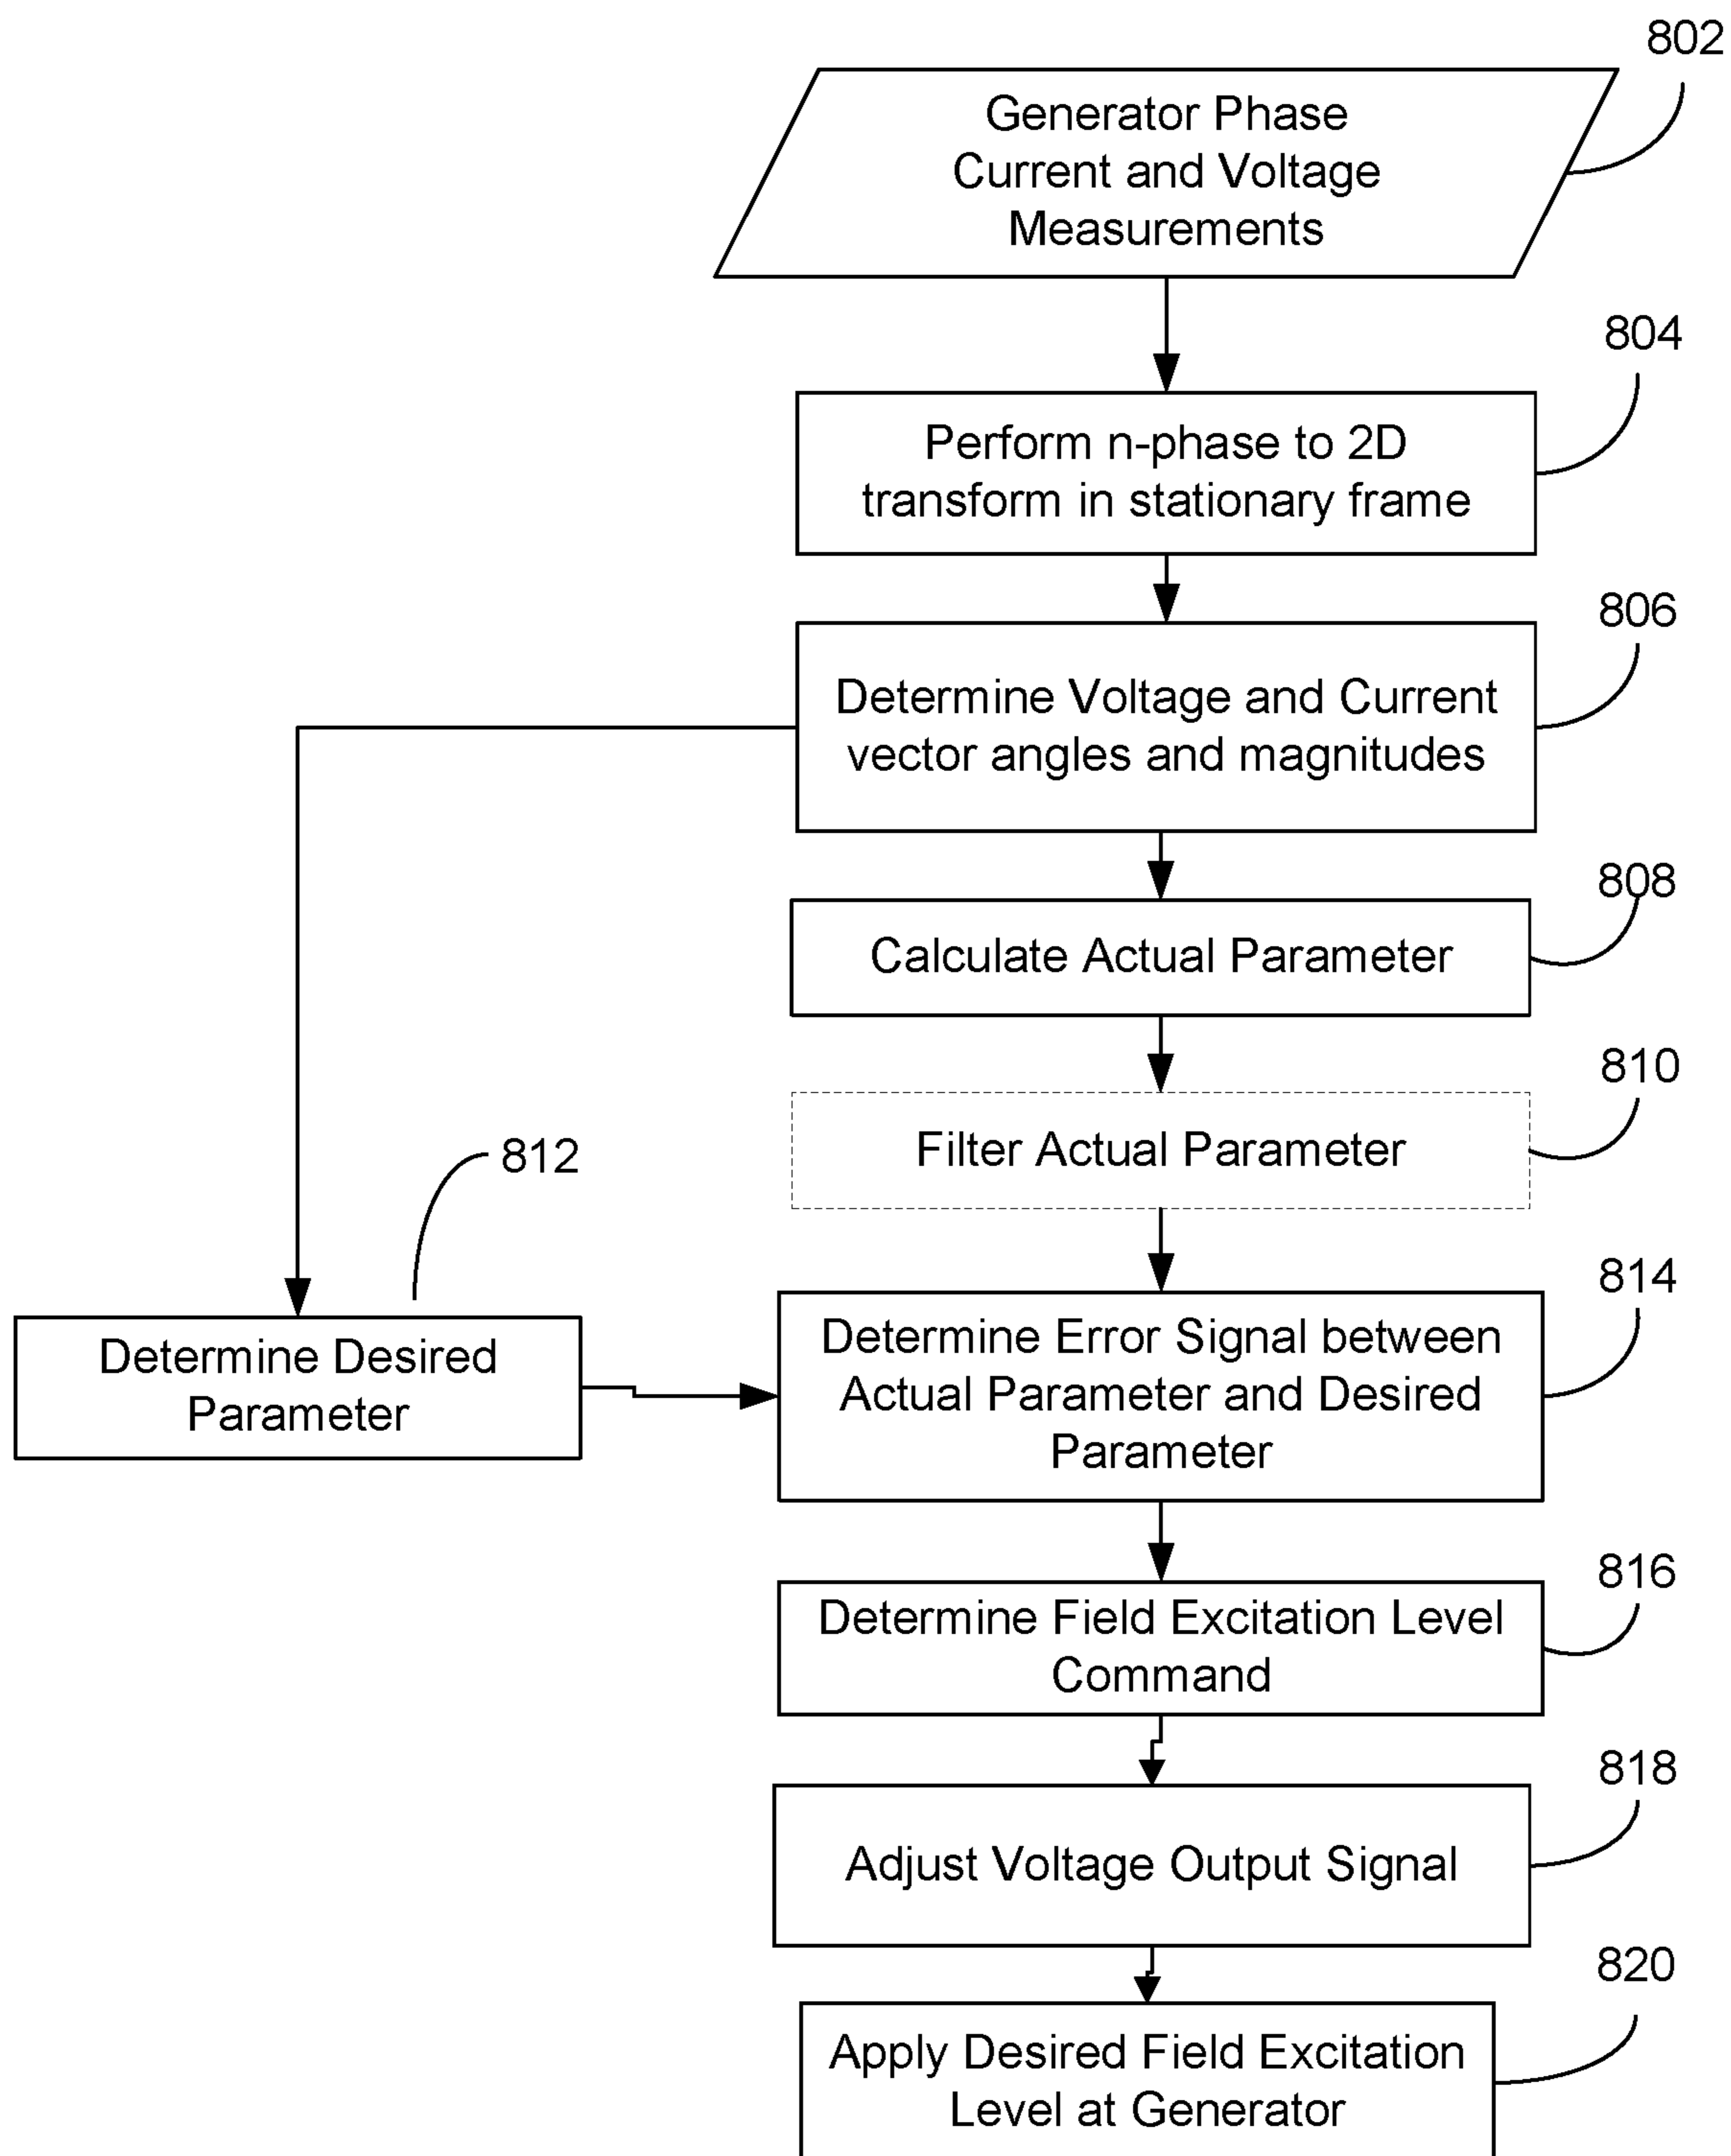 802
Generator Phase
Current and Voltage
Measurements
804
Perform n-phase to 2D
transform in stationary frame
806
Determine Voltage and Current
vector angles and magnitudes
808
Calculate Actual Parameter
810
Filter Actual Parameter
812
Determine Desired
Parameter
814
Determine Error Signal between
Actual Parameter and Desired
Parameter
816
Determine Field Excitation Level
Command
818
Adjust Voltage Output Signal
820
Apply Desired Field Excitation
Level at Generator